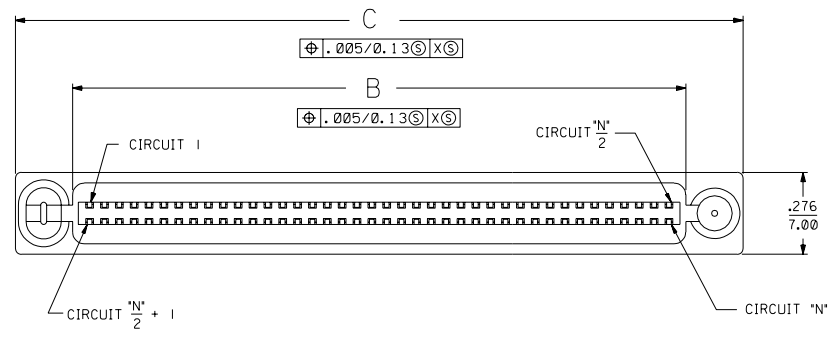 C
⌖ .005/0.13Ⓢ XⓈ
B
⌖ .005/0.13Ⓢ XⓈ
CIRCUIT 1
CIRCUIT "N"/2
.276
7.00
CIRCUIT "N"/2 + 1
CIRCUIT "N"